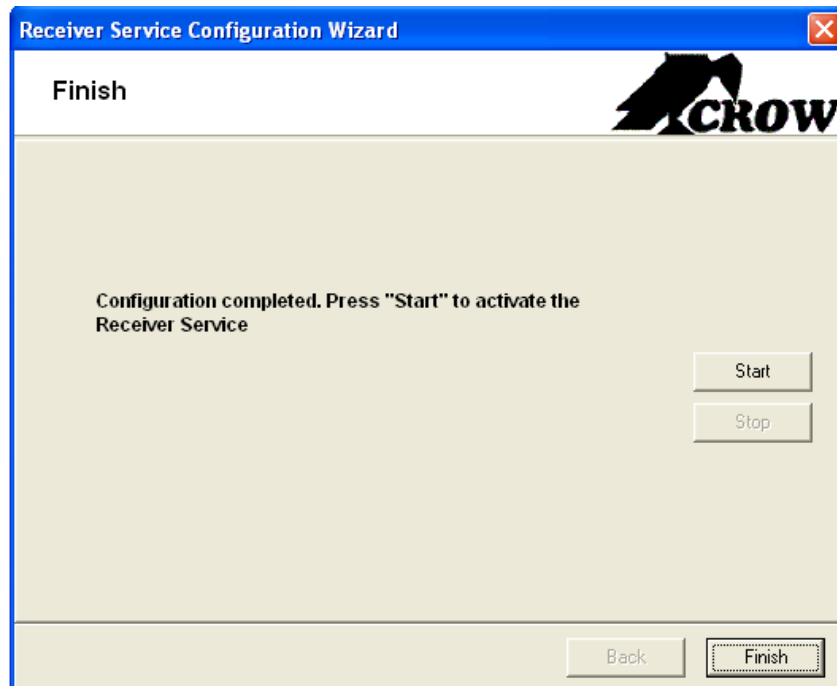 Receiver Service Configuration Wizard
Finish
CROW
Configuration completed. Press "Start" to activate the
Receiver Service
Start
Stop
Back
Finish